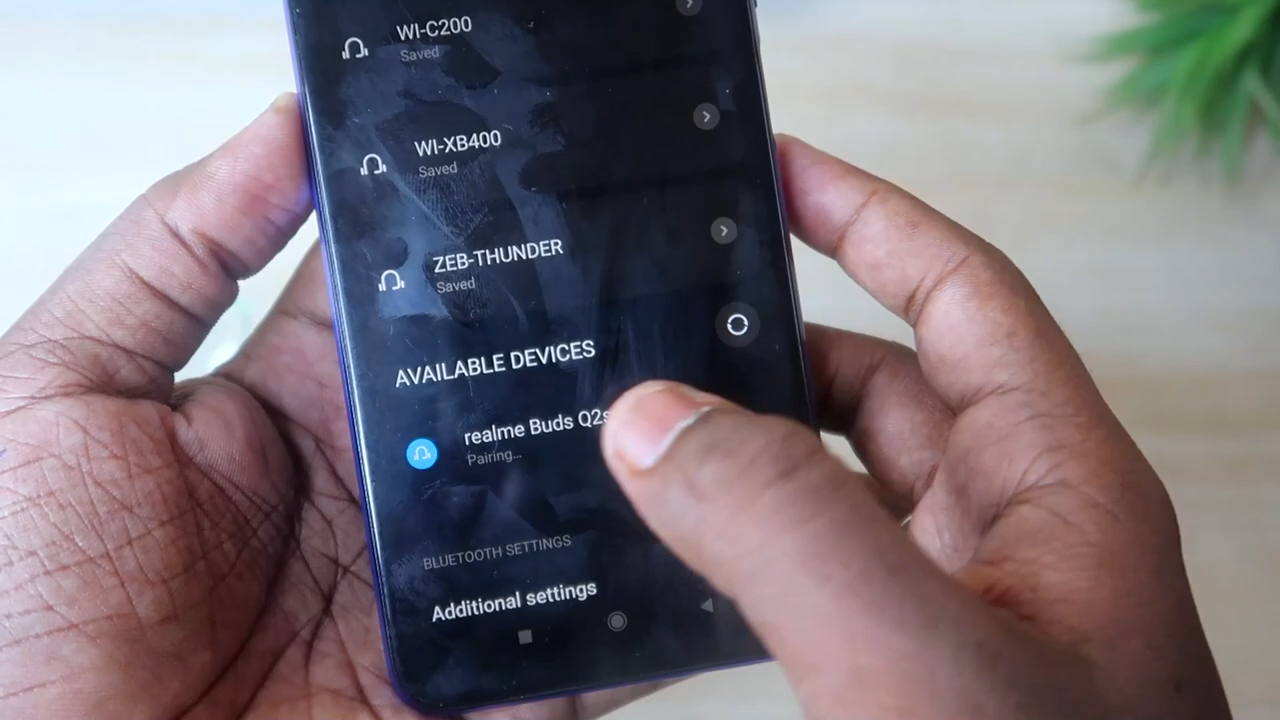 WI-C200
Saved
WI-XB400
Saved
ZEB-THUNDER
Saved
AVAILABLE DEVICES
realme Buds Q2s
Pairing...
BLUETOOTH SETTINGS
Additional settings